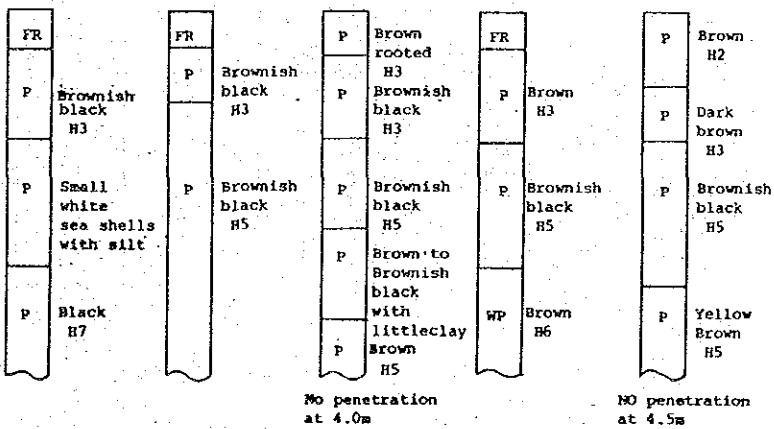 FR
P
Brownish
black
H3
P
Small
white
sea shells
with silt
P
Black
H7
FR
P
Brownish
black
H3
P
Brownish
black
H5
P
Brown
rooted
H3
P
Brownish
black
H3
P
Brownish
black
H5
P
Brown to
Brownish
black
with
littleclay
P
Brown
H5
Mo penetration
at 4.0m
FR
P
Brown
H3
P
Brownish
black
H5
WP
Brown
H6
P
Brown
H2
P
Dark
brown
H3
P
Brownish
black
H5
P
Yellow
Brown
H5
NO penetration
at 4.5m